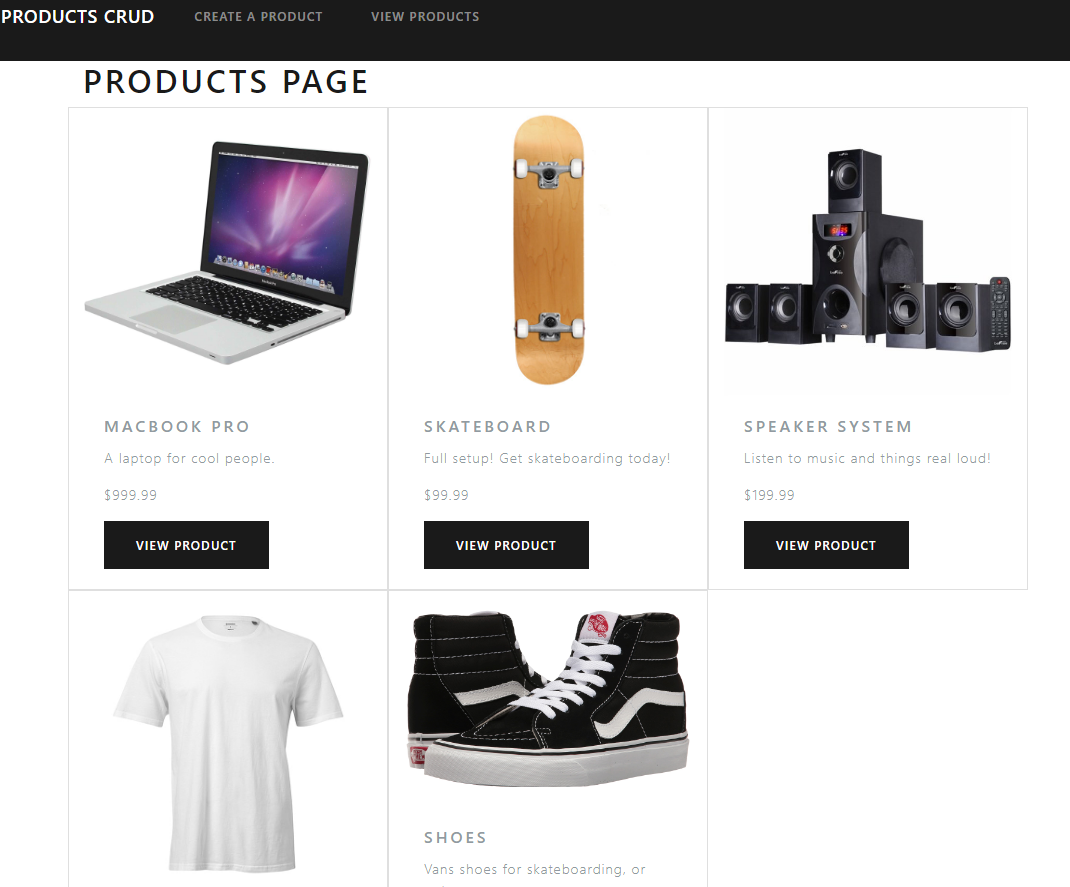 PRODUCTS CRUD CREATE A PRODUCT VIEW PRODUCTS
PRODUCTS PAGE
MACBOOK PRO
A laptop for cool people.
$999.99
VIEW PRODUCT
SKATEBOARD
Full setup! Get skateboarding today!
$99.99
VIEW PRODUCT
SPEAKER SYSTEM
Listen to music and things real loud!
$199.99
VIEW PRODUCT
SHOES
Vans shoes for skateboarding, or